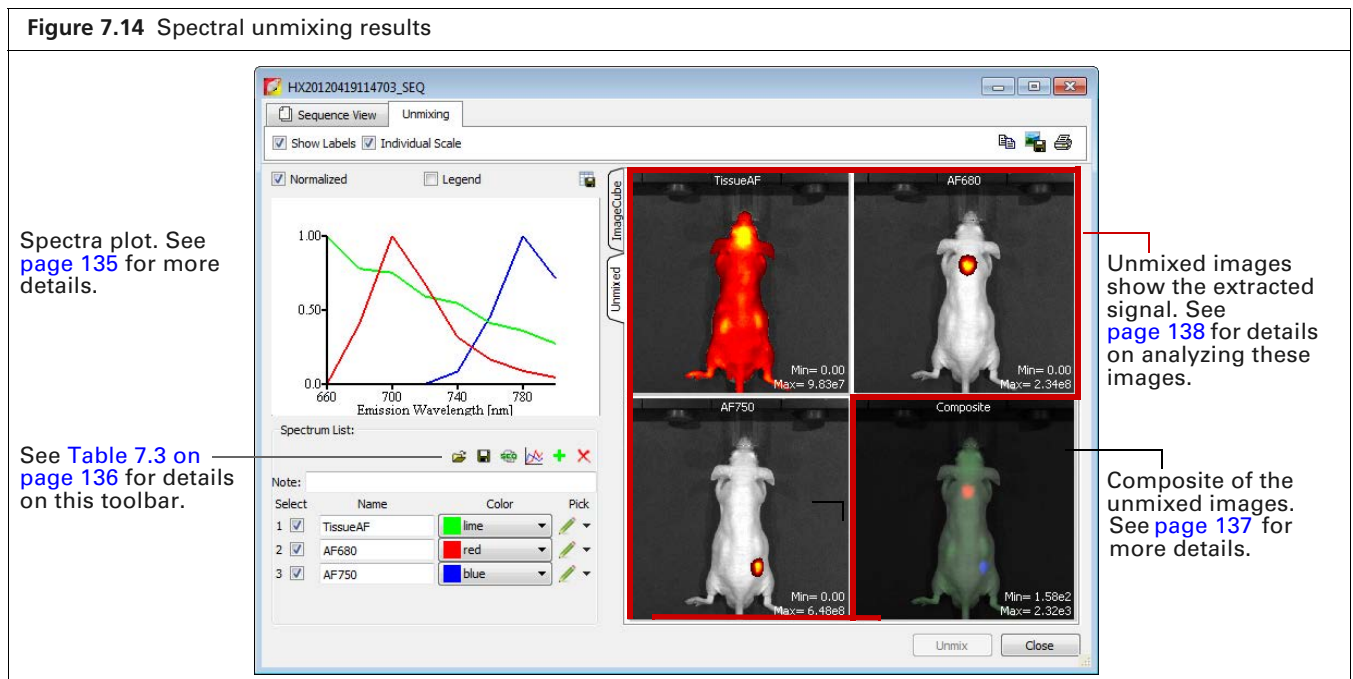 Figure 7.14 Spectral unmixing results
Spectra plot. See
page 135 for more
details.
See Table 7.3 on
page 136 for details
on this toolbar.
HX20120419114703_SEQ
Sequence View
Unmixing
Show Labels
Individual Scale
Normalized
Legend
1.00
0.50
0.0
660 700 740 780
Emission Wavelength [nm]
Spectrum List:
SEQ
Note:
Select Name Color Pick
1 TissueAF lime
2 AF680 red
3 AF750 blue
ImageCube
Unmixed
TissueAF
Min= 0.00
Max= 9.83e7
AF680
Min= 0.00
Max= 2.34e8
AF750
Min= 0.00
Max= 6.48e8
Composite
Min= 1.58e2
Max= 2.32e3
Unmix
Close
Unmixed images
show the extracted
signal. See
page 138 for details
on analyzing these
images.
Composite of the
unmixed images.
See page 137 for
more details.